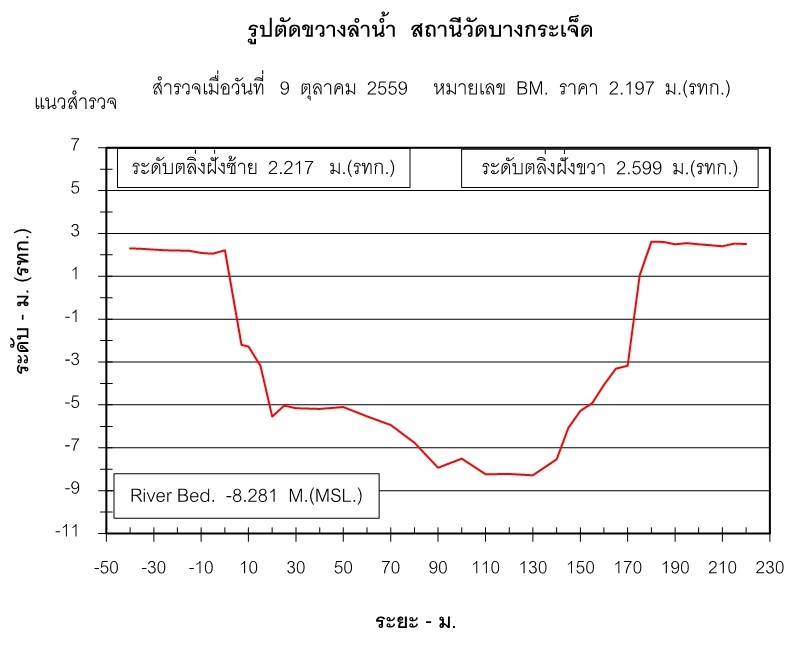 รูปตัดขวางลำน้ำ สถานีวัดบางกระเจ็ด
สำรวจเมื่อวันที่ 9 ตุลาคม 2559 หมายเลข BM. ราคา 2.197 ม.(รทก.)
แนวสำรวจ
ระดับตลิ่งฝั่งซ้าย 2.217 ม.(รทก.)
ระดับตลิ่งฝั่งขวา 2.599 ม.(รทก.)
ระดับ - ม. (รทก.)
7
5
3
1
-1
-3
-5
-7
-9
-11
River Bed. -8.281 M.(MSL.)
-50 -30 -10 10 30 50 70 90 110 130 150 170 190 210 230
ระยะ - ม.